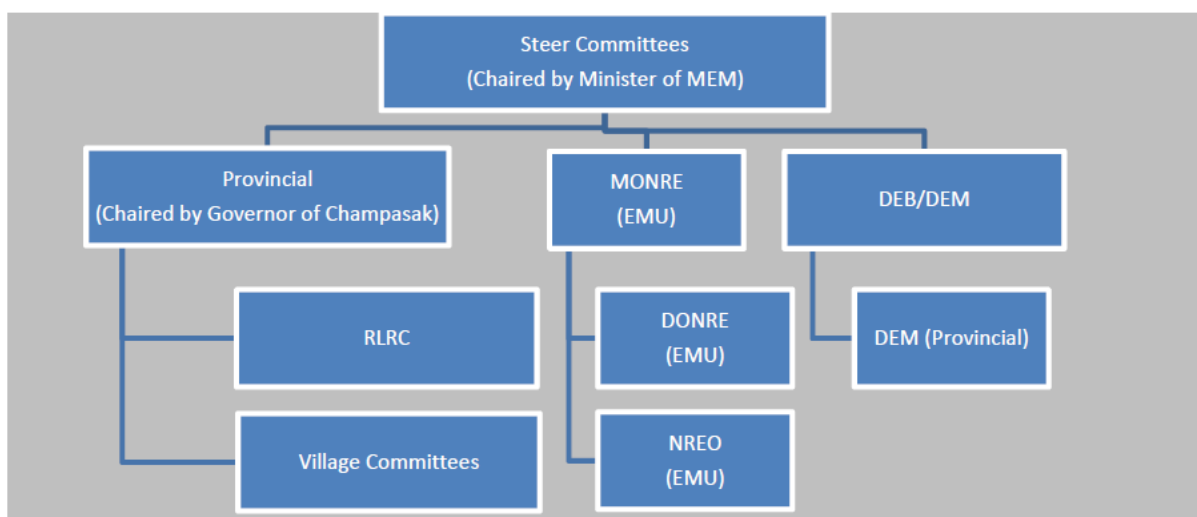 Steer Committees
(Chaired by Minister of MEM)
Provincial
(Chaired by Governor of Champasak)
MONRE
(EMU)
DEB/DEM
RLRC
DONRE
(EMU)
DEM (Provincial)
Village Committees
NREO
(EMU)